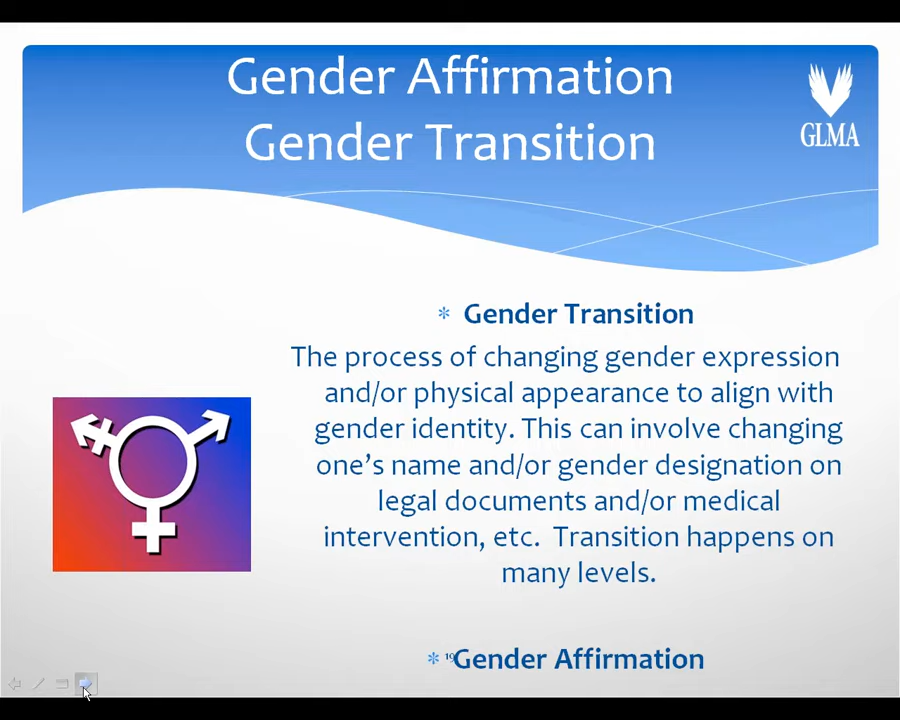 Gender Affirmation
Gender Transition
GLMA
* Gender Transition
The process of changing gender expression
and/or physical appearance to align with
gender identity. This can involve changing
one's name and/or gender designation on
legal documents and/or medical
intervention, etc.  Transition happens on
many levels.
* 19Gender Affirmation